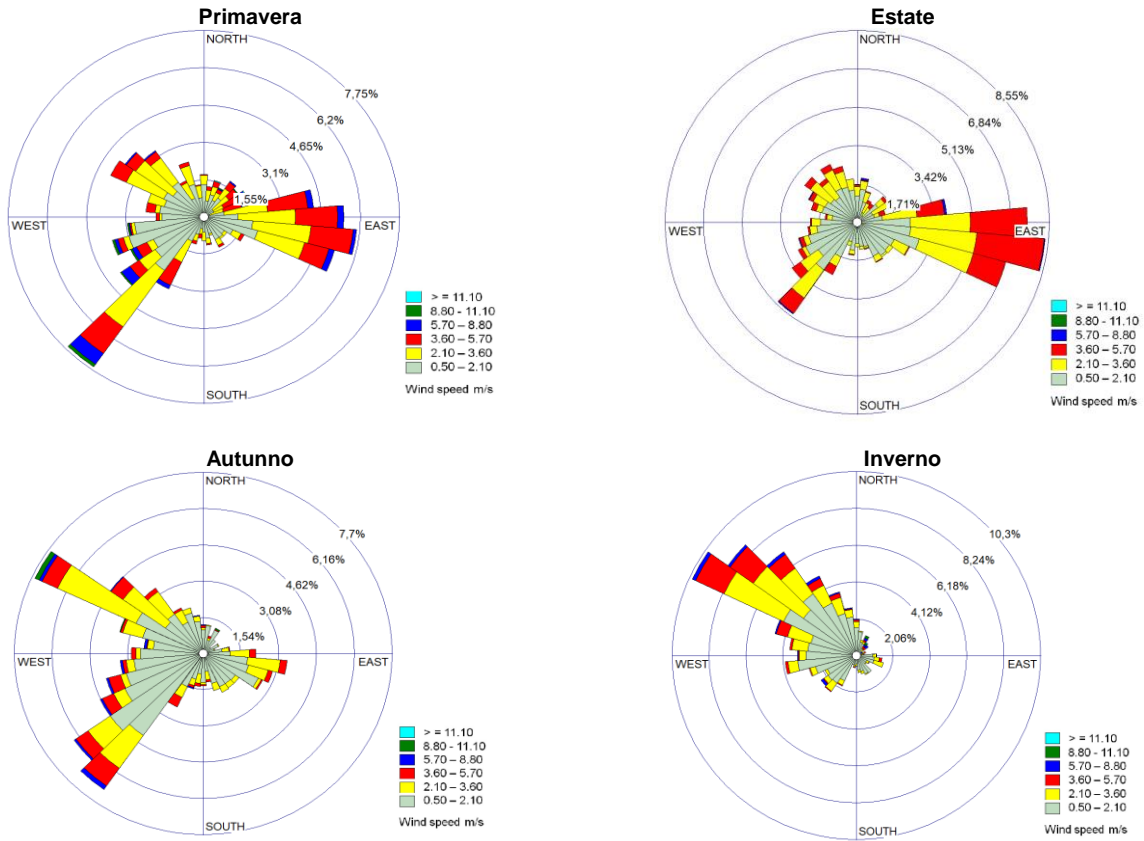 Primavera
NORTH
7,75%
6,2%
4,65%
3,1%
1,55%
WEST
EAST
SOUTH
> = 11.10
8.80 - 11.10
5.70 – 8.80
3.60 – 5.70
2.10 – 3.60
0.50 – 2.10
Wind speed m/s
Estate
NORTH
8,55%
6,84%
5,13%
3,42%
1,71%
WEST
EAST
SOUTH
> = 11.10
8.80 - 11.10
5.70 – 8.80
3.60 – 5.70
2.10 – 3.60
0.50 – 2.10
Wind speed m/s
Autunno
NORTH
7,7%
6,16%
4,62%
3,08%
1,54%
WEST
EAST
SOUTH
> = 11.10
8.80 - 11.10
5.70 – 8.80
3.60 – 5.70
2.10 – 3.60
0.50 – 2.10
Wind speed m/s
Inverno
NORTH
10,3%
8,24%
6,18%
4,12%
2,06%
WEST
EAST
SOUTH
> = 11.10
8.80 - 11.10
5.70 – 8.80
3.60 – 5.70
2.10 – 3.60
0.50 – 2.10
Wind speed m/s